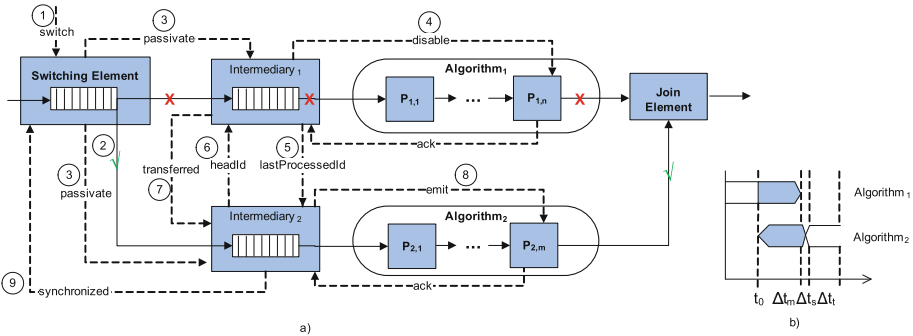 1
switch
3
passivate
4
disable
Switching Element
Intermediary 1
Algorithm1
P1,1
...
P1,n
Join
Element
X
X
X
ack
2
√
3
passivate
transferred
7
6
headId
5
lastProcessedId
8
emit
√
Intermediary 2
Algorithm2
P2,1
...
P2,m
ack
9
synchronized
a)
Algorithm 1
Algorithm2
t0 Δtm Δts Δtt
b)